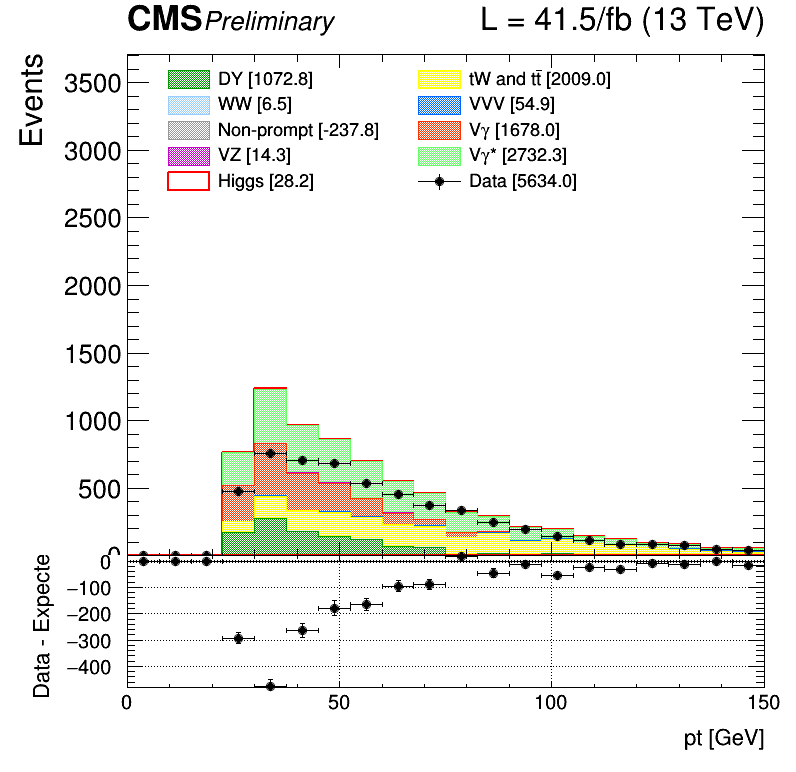 CMS Preliminary L = 41.5/fb (13 TeV)
Events
3500
3000
2500
2000
1500
1000
500
0
DY [1072.8]
WW [6.5]
Non-prompt [-237.8]
VZ [14.3]
Higgs [28.2]
tW and tt̄ [2009.0]
VVV [54.9]
Vγ [1678.0]
Vγ* [2732.3]
Data [5634.0]
Data - Expecte
0
−100
−200
−300
−400
0 50 100 150
pt [GeV]